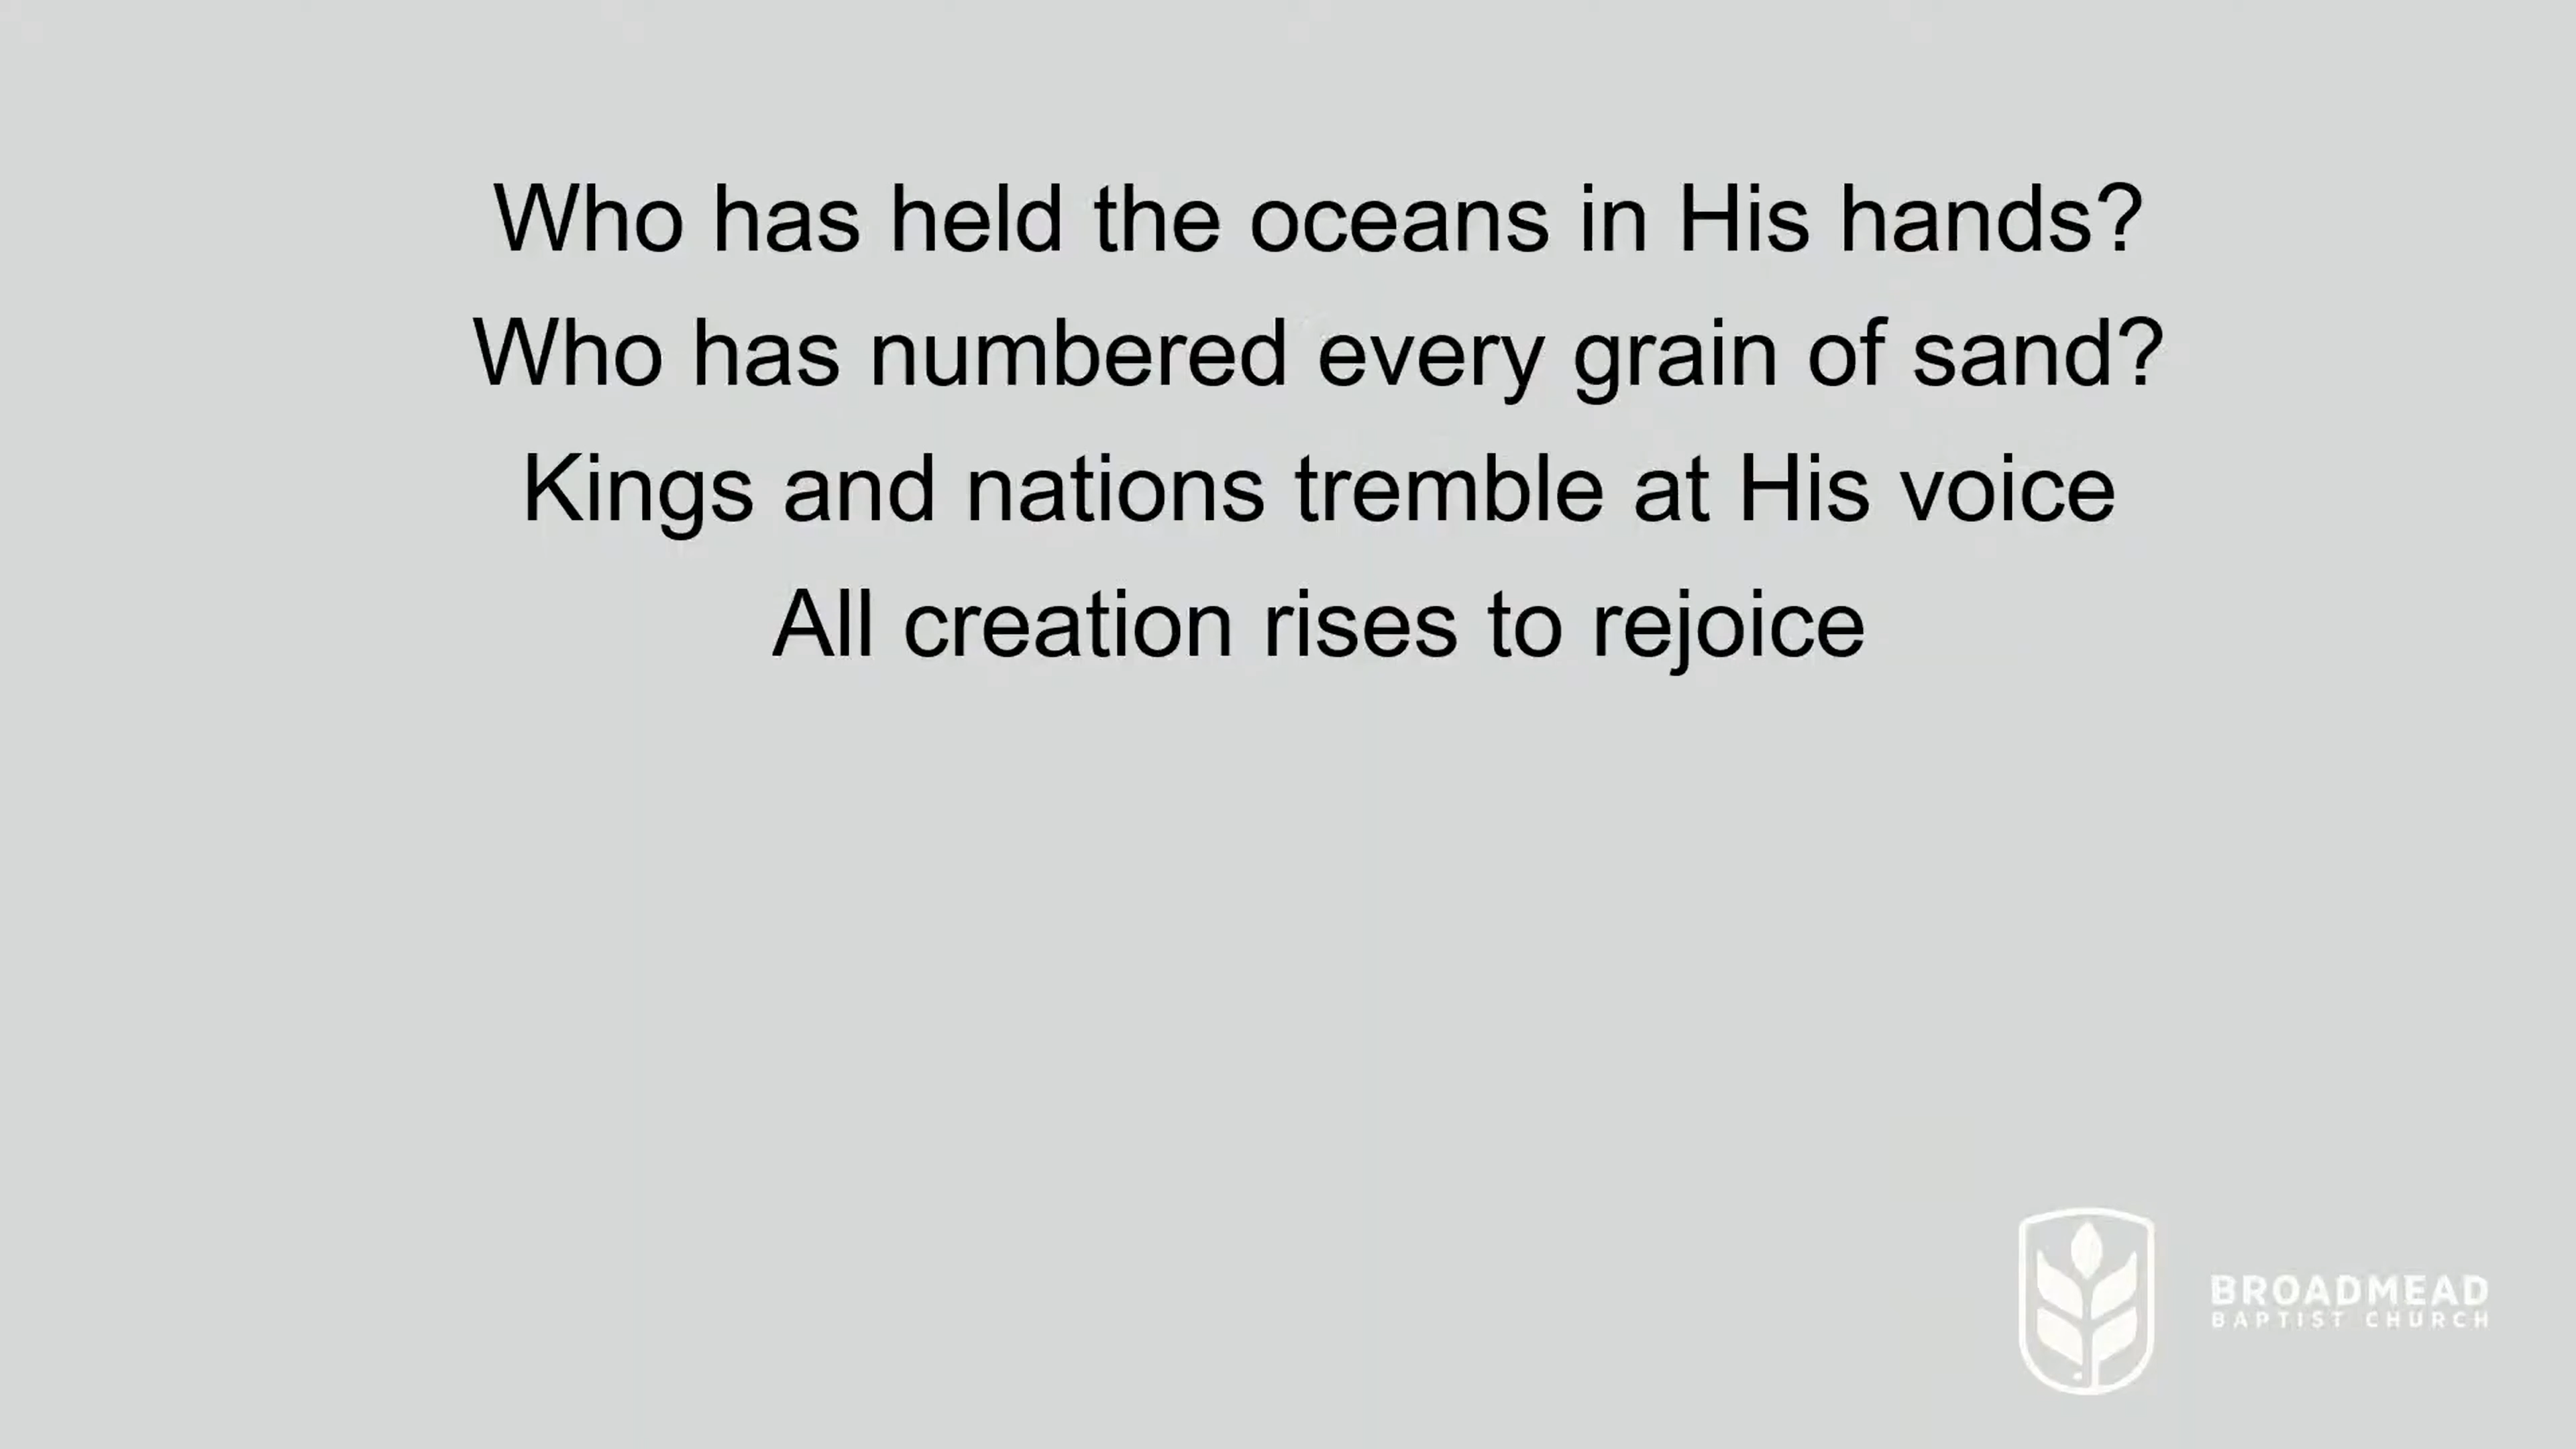 Who has held the oceans in His hands?
Who has numbered every grain of sand?
Kings and nations tremble at His voice
All creation rises to rejoice
BROADMEAD
BAPTIST CHURCH